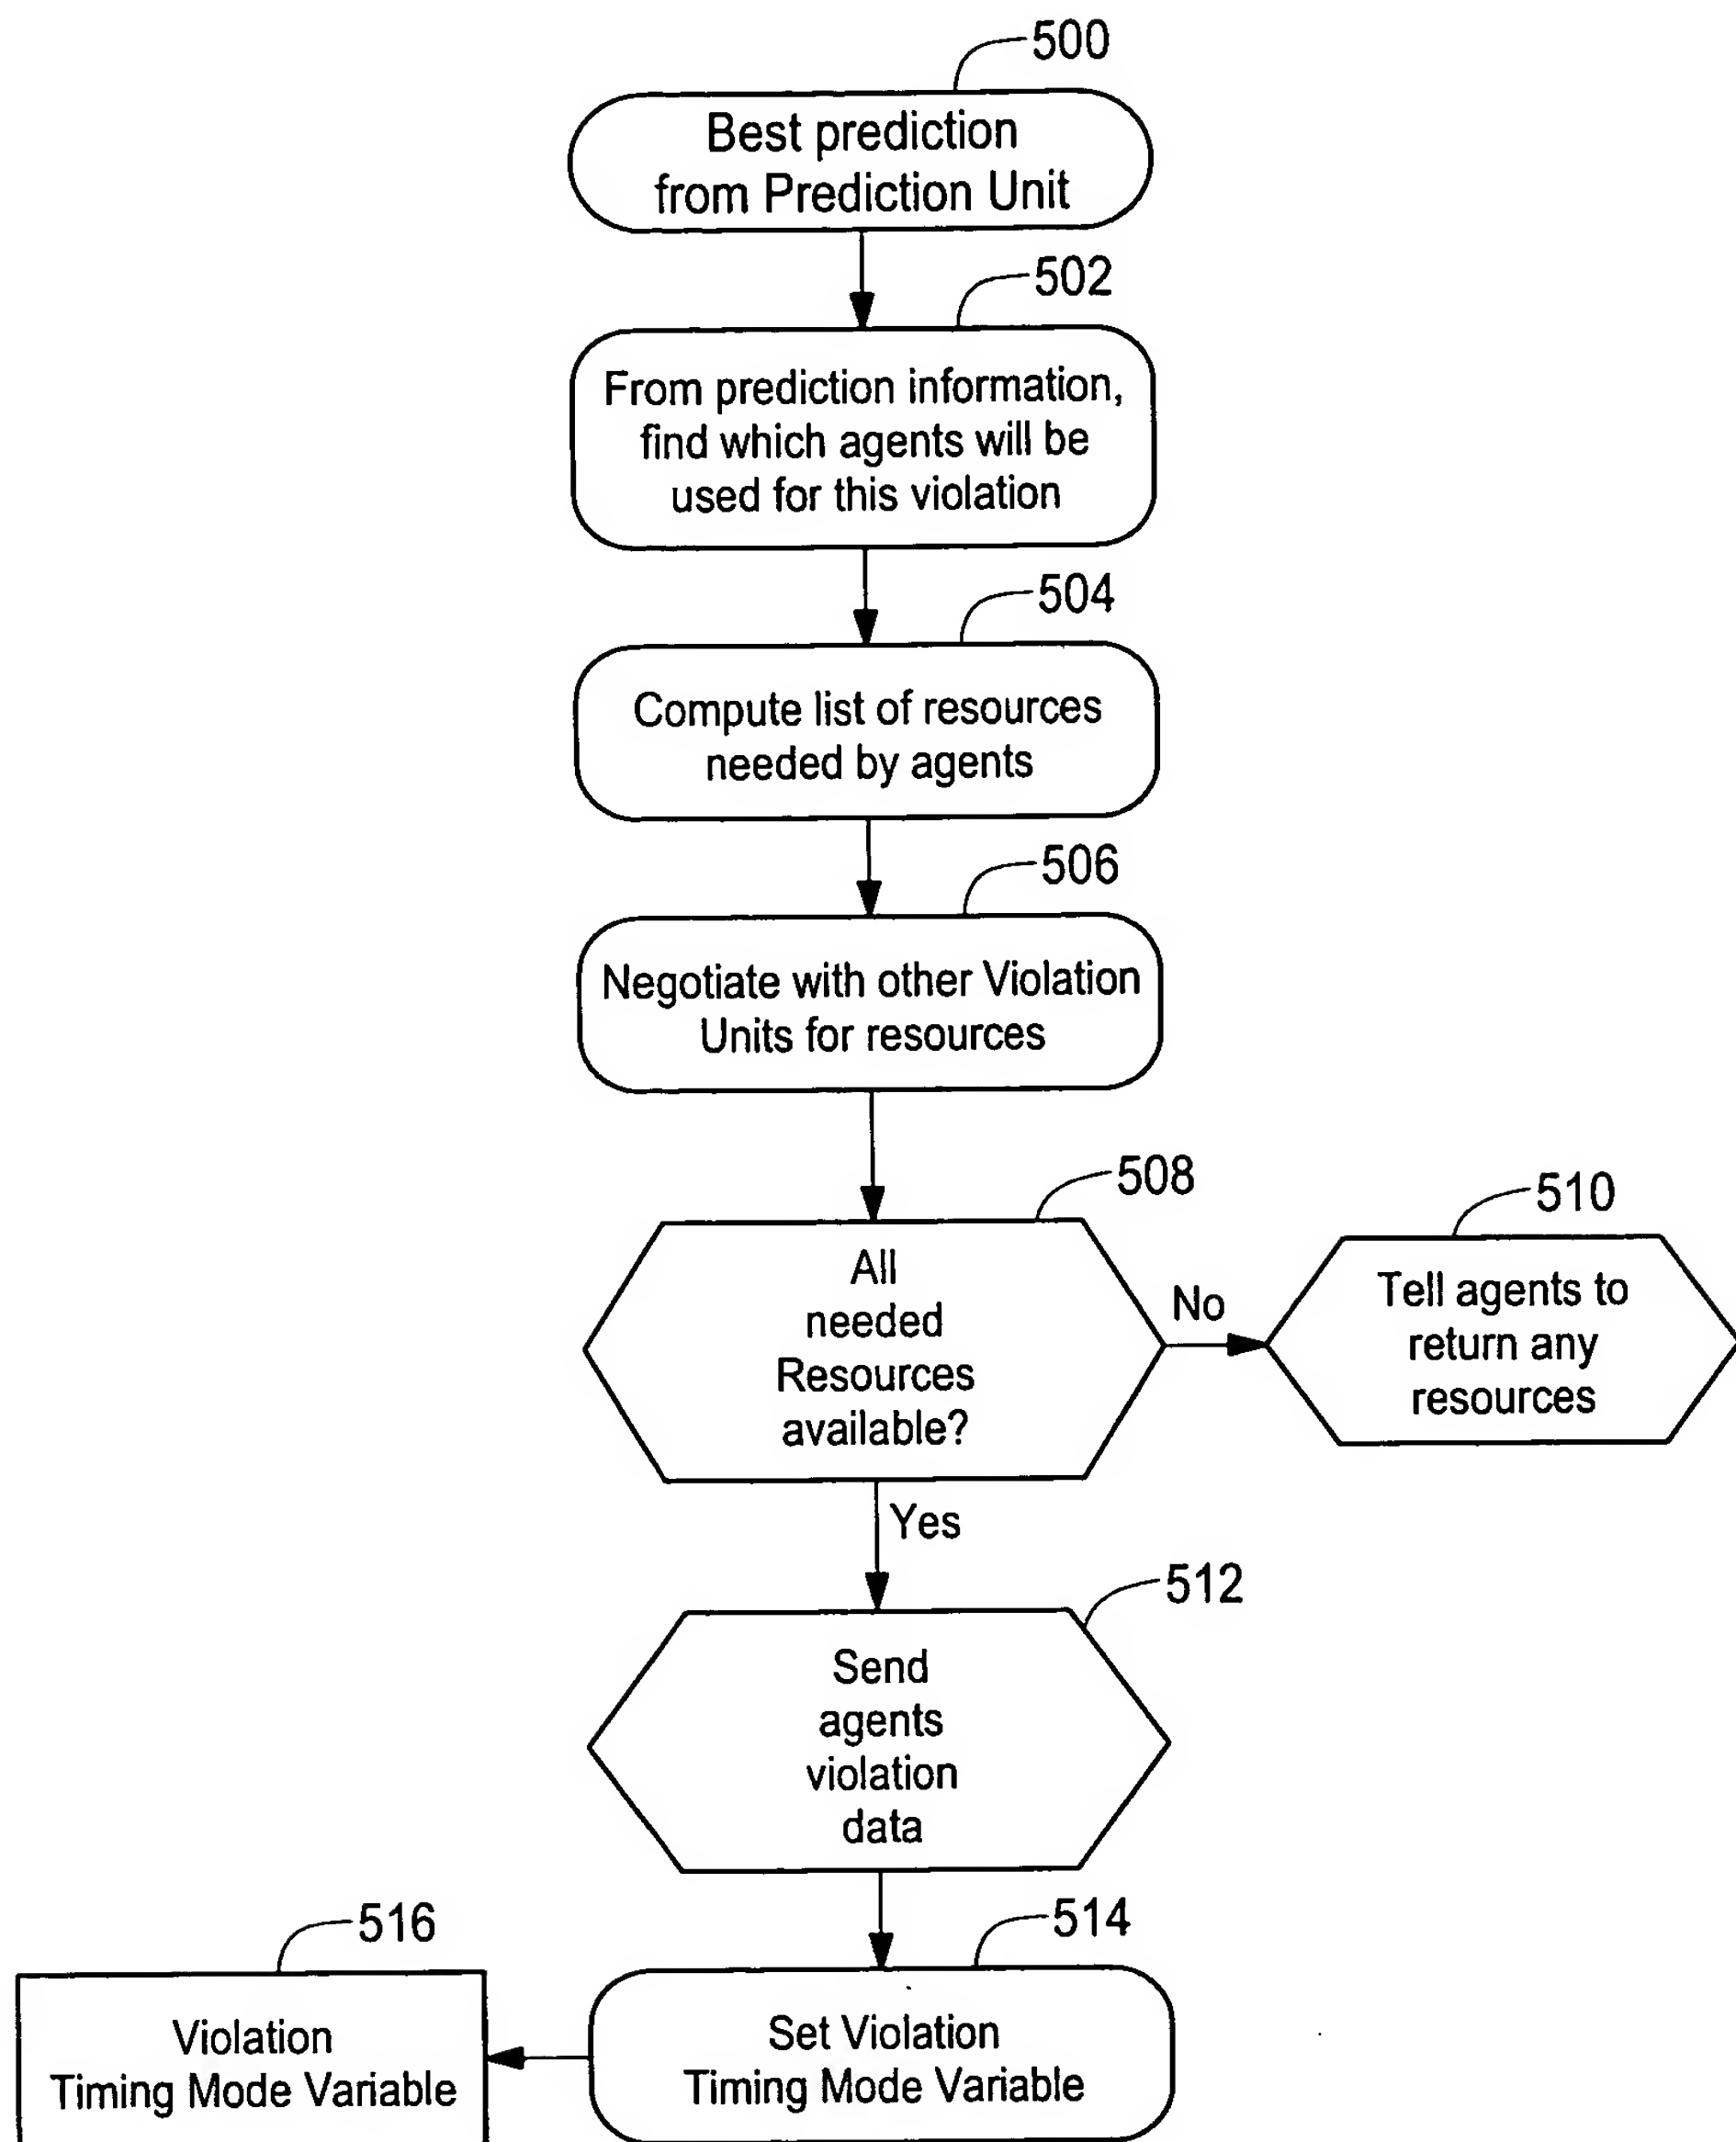 500
Best prediction
from Prediction Unit
502
From prediction information,
find which agents will be
used for this violation
504
Compute list of resources
needed by agents
506
Negotiate with other Violation
Units for resources
508
All
needed
Resources
available?
No
510
Tell agents to
return any
resources
Yes
512
Send
agents
violation
data
514
Set Violation
Timing Mode Variable
516
Violation
Timing Mode Variable